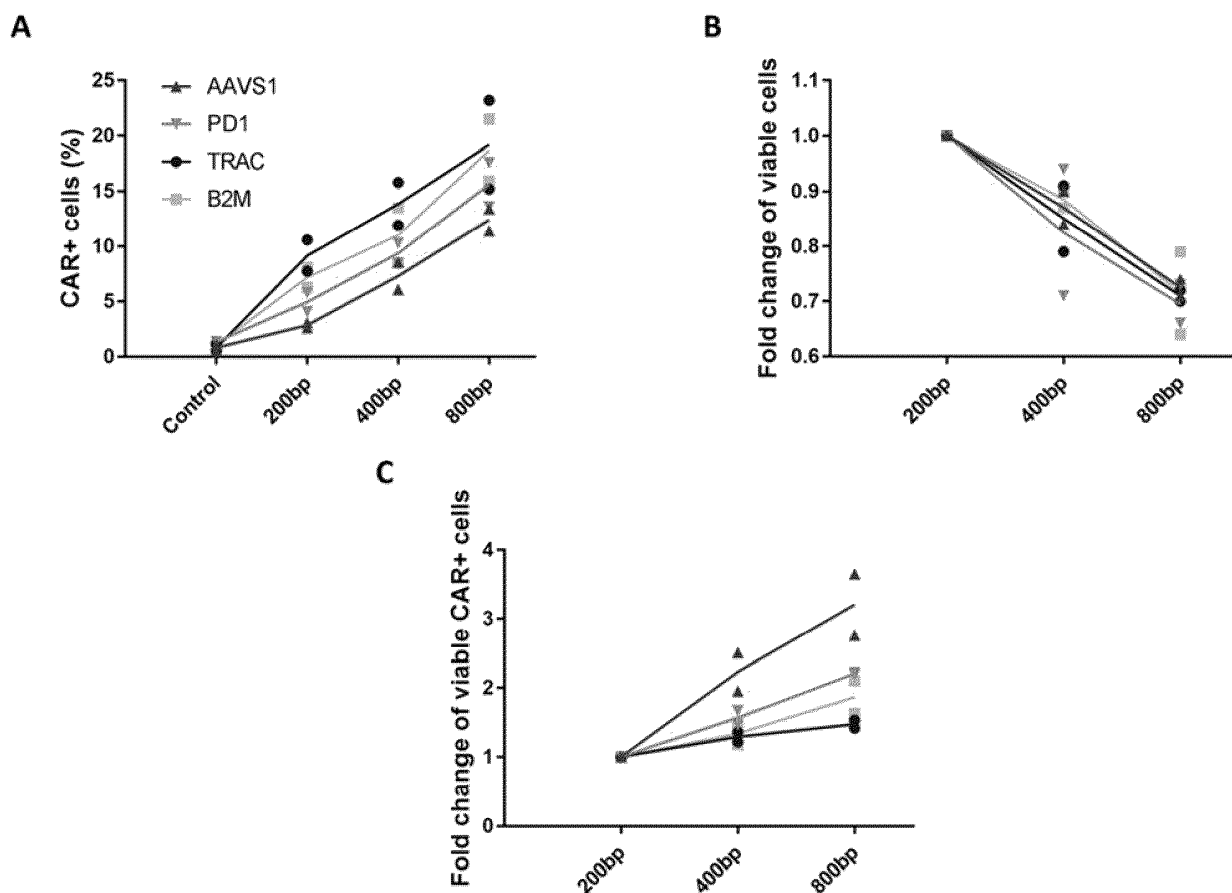 A
CAR+ cells (%)
25
20
15
10
5
0
AAVS1
PD1
TRAC
B2M
Control
200bp
400bp
800bp
B
Fold change of viable cells
1.1
1.0
0.9
0.8
0.7
0.6
200bp
400bp
800bp
C
Fold change of viable CAR+ cells
4
3
2
1
0
200bp
400bp
800bp